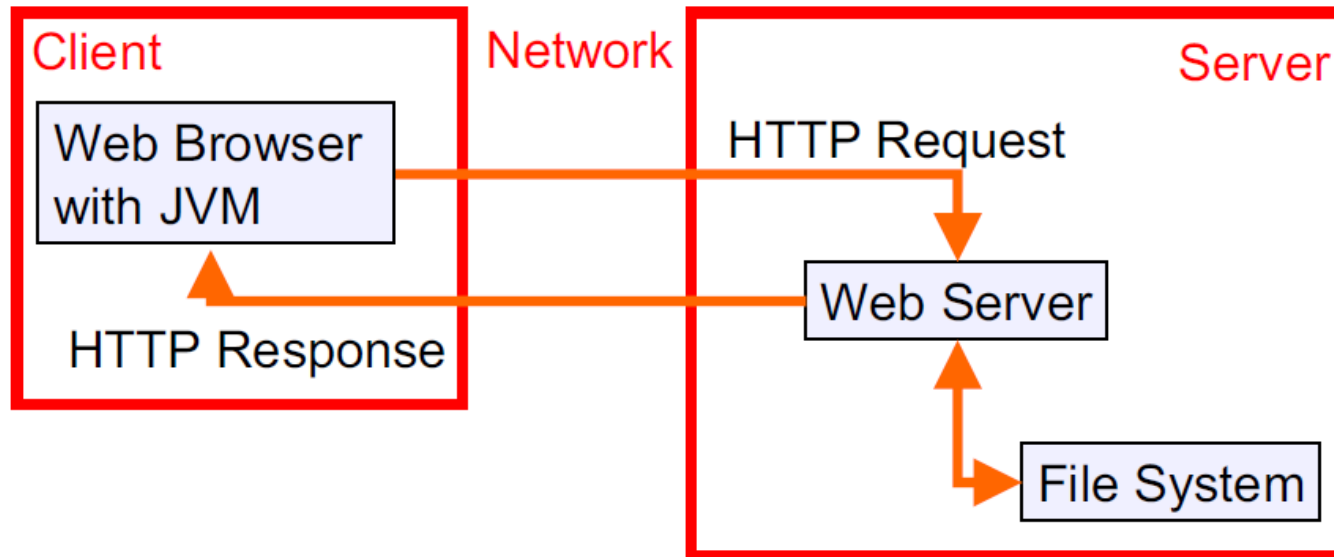 Client
Network
Server
Web Browser
with JVM
HTTP Request
Web Server
HTTP Response
File System